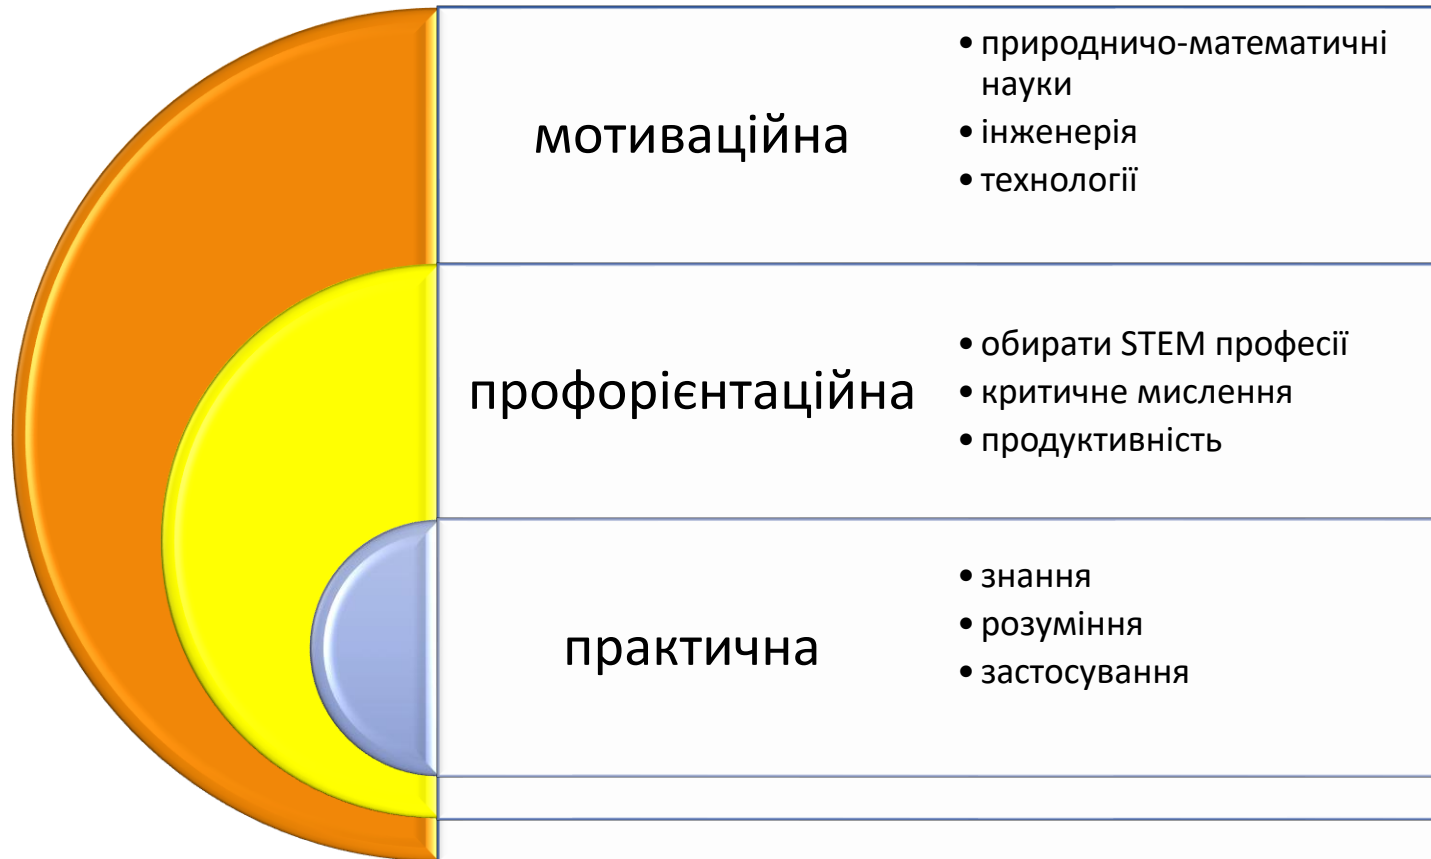 мотиваційна
• природничо-математичні
науки
• інженерія
• технології
профорієнтаційна
• обирати STEM професії
• критичне мислення
• продуктивність
практична
• знання
• розуміння
• застосування